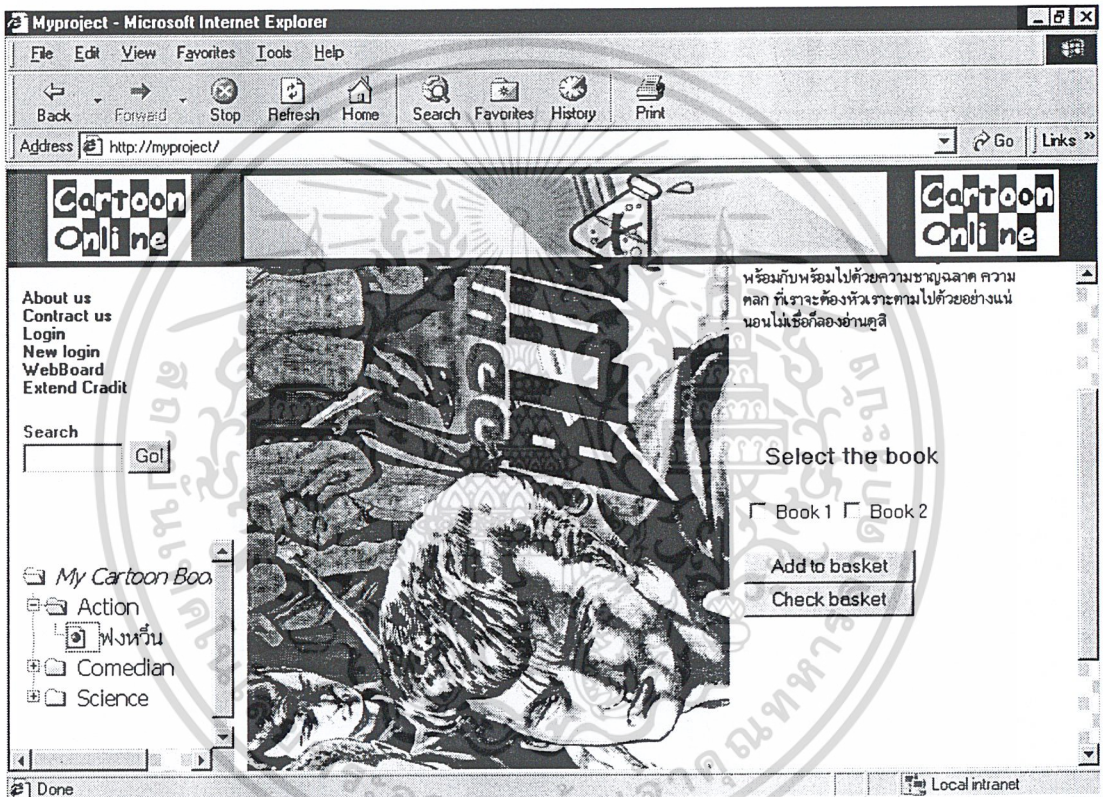 Myproject - Microsoft Internet Explorer
File Edit View Favorites Tools Help
Back Forward Stop Refresh Home Search Favorites History Print
Address http://myproject/ Go Links »
Cartoon
Online
Cartoon
Online
พร้อมกับพร้อมไปด้วยความชาญฉลาด ความ
ตลก ที่เราจะต้องหัวเราะตามไปด้วยอย่างแน่
นอนไม่เชื่อก็ลองอ่านดูสิ
About us
Contract us
Login
New login
WebBoard
Extend Cradit
Search
Go!
Select the book
Book 1 Book 2
Add to basket
Check basket
My Cartoon Boo
Action
ฟงหวิ๋น
Comedian
Science
Done
Local intranet